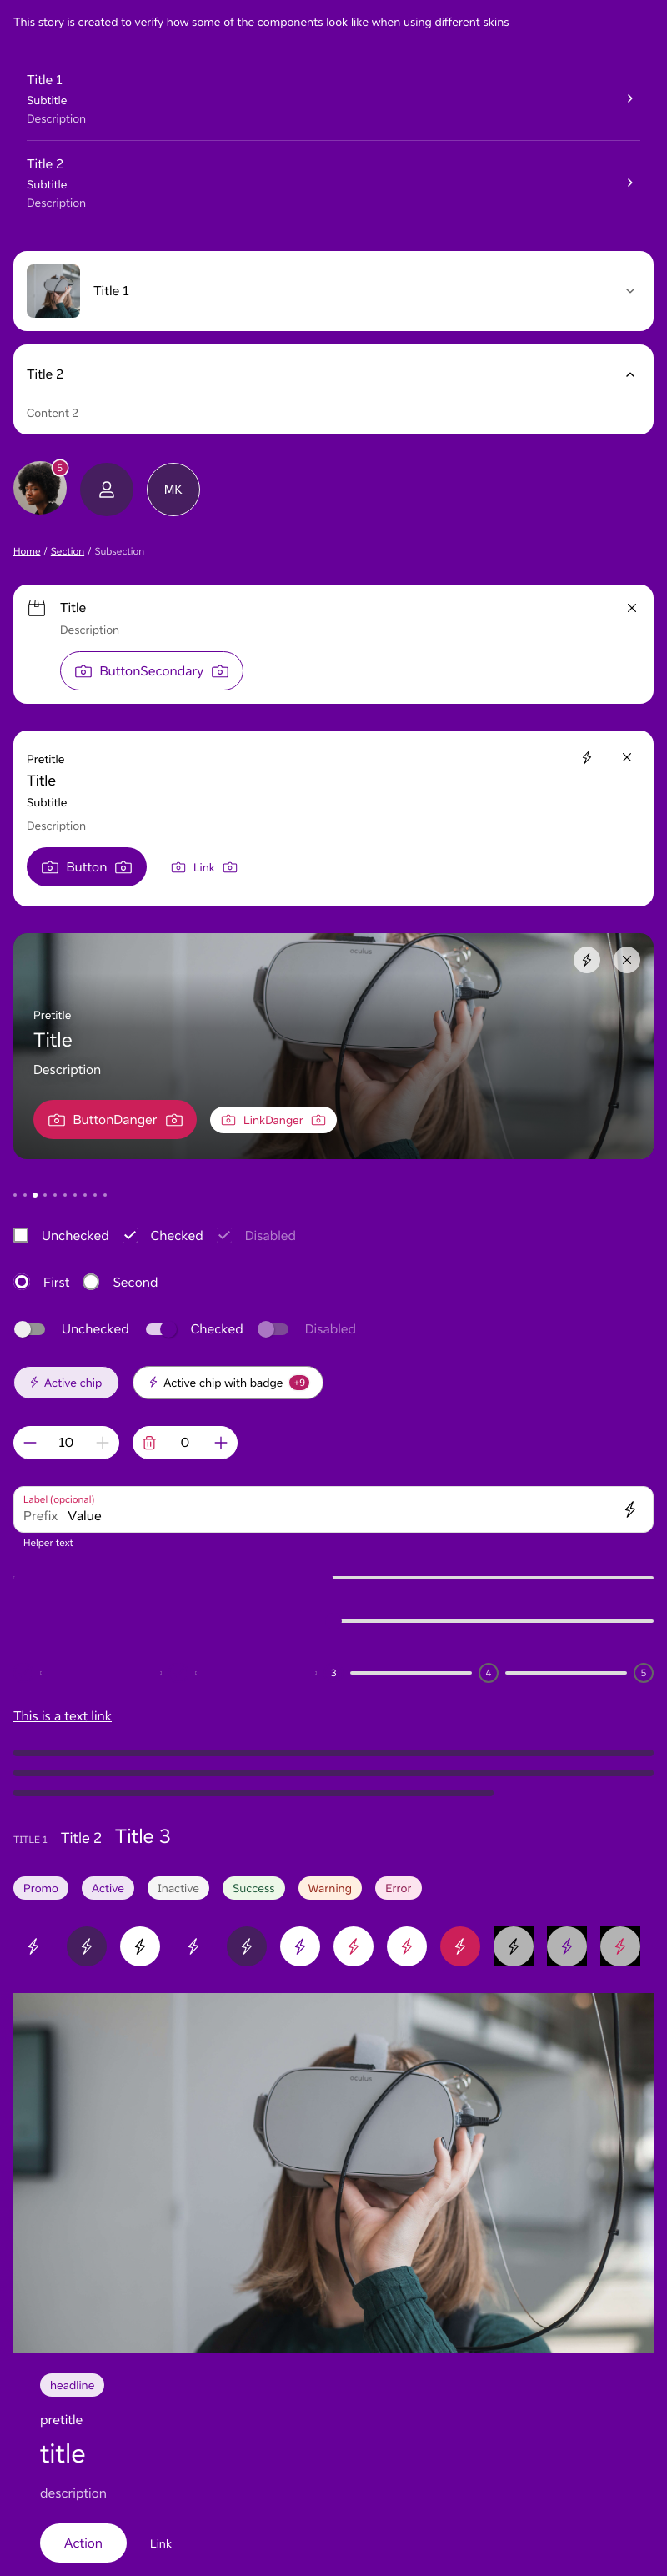 This story is created to verify how some of the components look like when using different skins
Title 1
Subtitle
Description
Title 2
Subtitle
Description
Title 1
Title 2
Content 2
5
MK
Home / Section / Subsection
Title
Description
ButtonSecondary
Pretitle
Title
Subtitle
Description
Button Link
oculus
Pretitle
Title
Description
ButtonDanger LinkDanger
Unchecked Checked Disabled
First Second
Unchecked Checked Disabled
Active chip Active chip with badge +9
10 0
Label (opcional)
Prefix Value
Helper text
3 4 5
This is a text link
TITLE 1 Title 2 Title 3
Promo Active Inactive Success Warning Error
oculus
headline
pretitle
title
description
Action Link